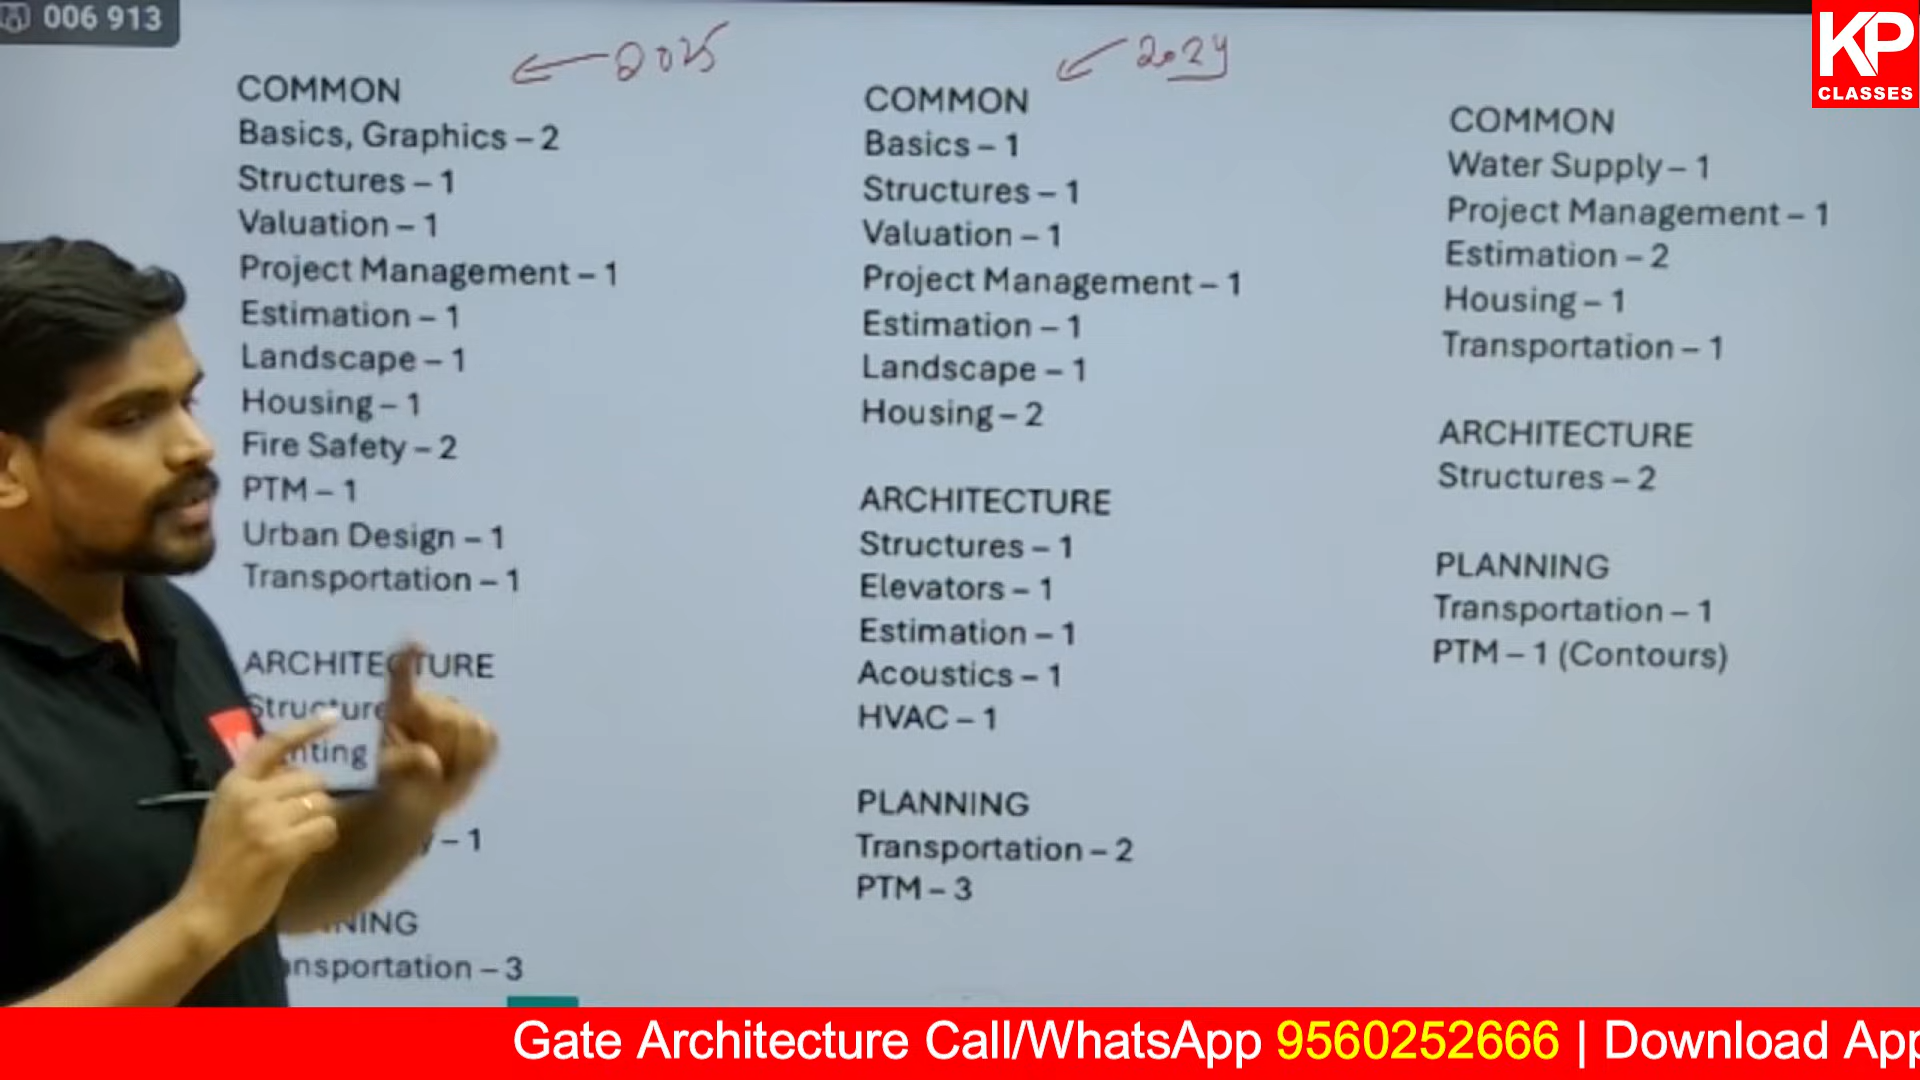 006 913
KP
CLASSES
2025
COMMON
Basics, Graphics – 2
Structures – 1
Valuation – 1
Project Management – 1
Estimation – 1
Landscape – 1
Housing – 1
Fire Safety – 2
PTM – 1
Urban Design – 1
Transportation – 1
ARCHITECTURE
– 1
– 3
2024
COMMON
Basics – 1
Structures – 1
Valuation – 1
Project Management – 1
Estimation – 1
Landscape – 1
Housing – 2
ARCHITECTURE
Structures – 1
Elevators – 1
Estimation – 1
Acoustics – 1
HVAC – 1
PLANNING
Transportation – 2
PTM – 3
COMMON
Water Supply – 1
Project Management – 1
Estimation – 2
Housing – 1
Transportation – 1
ARCHITECTURE
Structures – 2
PLANNING
Transportation – 1
PTM – 1 (Contours)
Gate Architecture Call/WhatsApp 9560252666 | Download